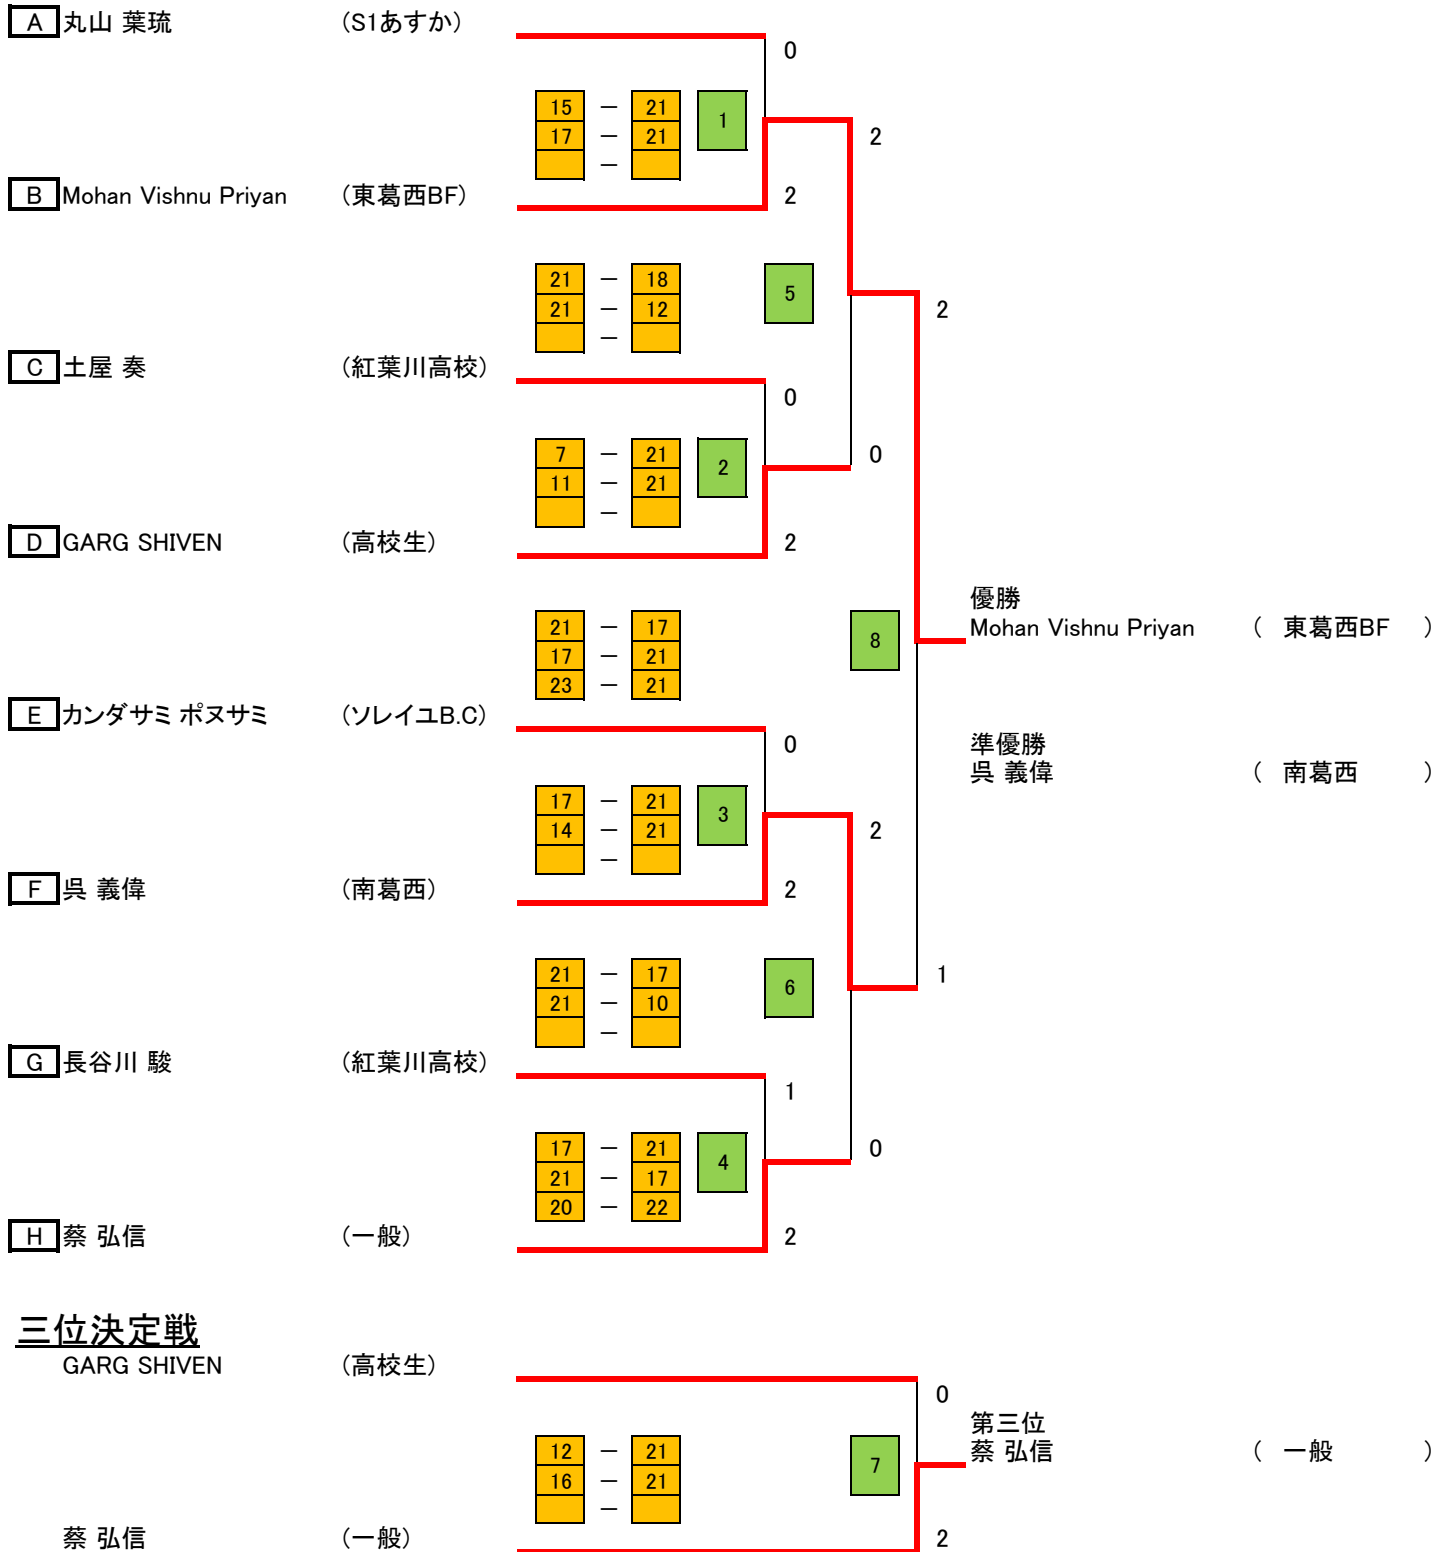 A 丸山 葉琉 (S1あすか)
0
15 － 21 1
17 － 21 2
－
B Mohan Vishnu Priyan (東葛西BF) 2
21 － 18 5
21 － 12 2
－
C 土屋 奏 (紅葉川高校)
0
7 － 21 2 0
11 － 21
－
D GARG SHIVEN (高校生) 2
優勝
21 － 17 8 Mohan Vishnu Priyan ( 東葛西BF )
17 － 21
23 － 21
E カンダサミ ポヌサミ (ソレイユB.C)
0 準優勝
呉 義偉 ( 南葛西 )
17 － 21 3
14 － 21 2
－
F 呉 義偉 (南葛西) 2
21 － 17 6 1
21 － 10
－
G 長谷川 駿 (紅葉川高校)
1
17 － 21 4 0
21 － 17
20 － 22
H 蔡 弘信 (一般) 2
三位決定戦
GARG SHIVEN (高校生)
0
第三位
12 － 21 7 蔡 弘信 ( 一般 )
16 － 21
－
蔡 弘信 (一般) 2